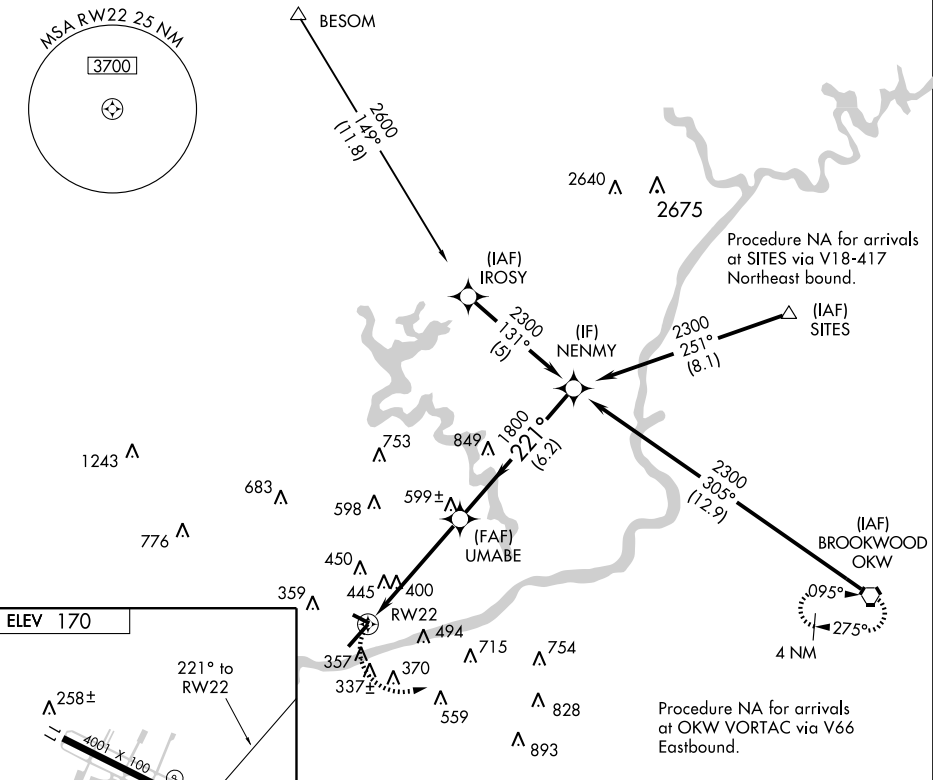 MSA RW22 25 NM
3700
BESOM
2600
149°
(11.8)
2640
2675
Procedure NA for arrivals
at SITES via V18-417
Northeast bound.
(IAF)
IROSY
2300
131°
(5)
(IF)
NENMY
2300
251°
(8.1)
(IAF)
SITES
1800
221°
(6.2)
1243
753
849
683
598
599±
776
(FAF)
UMABE
2300
305°
(12.9)
(IAF)
BROOKWOOD
OKW
095°
275°
4 NM
450
445
400
359
RW22
494
357
337±
370
715
754
559
828
893
Procedure NA for arrivals
at OKW VORTAC via V66
Eastbound.
ELEV 170
221° to
RW22
258±
11
4001 X 100